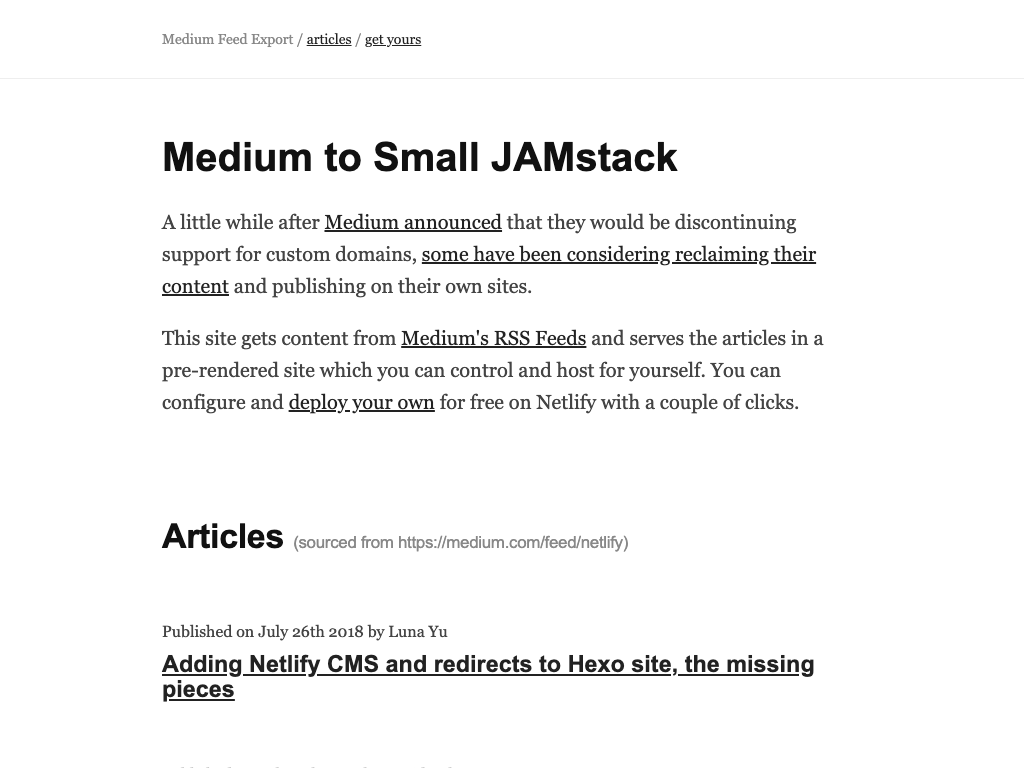 Medium Feed Export / articles / get yours
Medium to Small JAMstack
A little while after Medium announced that they would be discontinuing
support for custom domains, some have been considering reclaiming their
content and publishing on their own sites.
This site gets content from Medium's RSS Feeds and serves the articles in a
pre-rendered site which you can control and host for yourself. You can
configure and deploy your own for free on Netlify with a couple of clicks.
Articles (sourced from https://medium.com/feed/netlify)
Published on July 26th 2018 by Luna Yu
Adding Netlify CMS and redirects to Hexo site, the missing
pieces